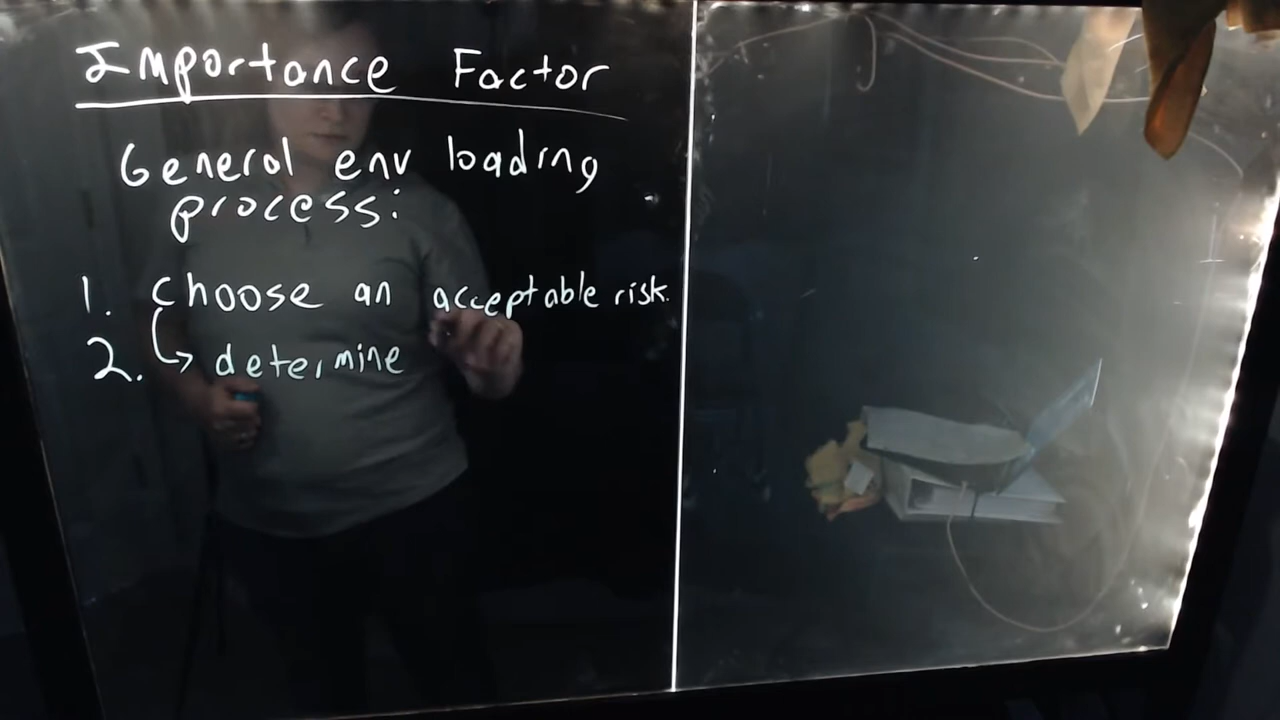 Importance Factor
General env loading
process:
1. choose an acceptable risk.
2. ↳ determine